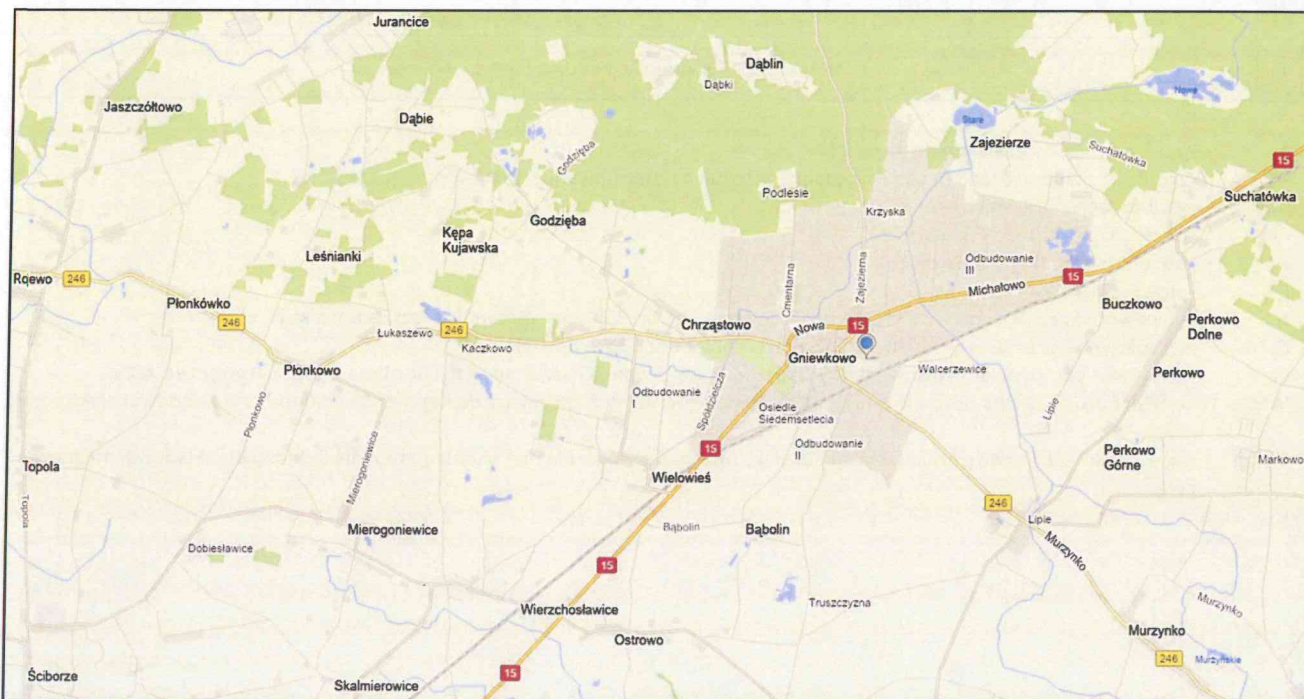 Jurancice
Dąblin
Dąbki
Nowe
Jaszczółtowo
Dąbie
Stare
Zajezierze
Godzięba
Suchatówka
15
Suchatówka
Podlesie
Krzyska
Godzięba
Kępa
Kujawska
Leśnianki
Odbudowanie
III
Cmentarna
Zajezierna
Michałowo
15
Rojewo
246
Płonkówko
246
Łukaszewo
246
Kaczkowo
Chrząstowo
Nowa
15
Buczkowo
Perkowo
Dolne
Gniewkowo
Walcerzewice
Perkowo
Płonkowo
Płonkowo
Odbudowanie
I
Spółdzielcza
Osiedle
Siedemsetlecia
Lipie
Odbudowanie
II
15
Perkowo
Górne
Markowo
Topola
Topola
Mierogoniewice
Wielowieś
246
Lipie
Mierogoniewice
Bąbolin
Bąbolin
Murzynko
Dobiesławice
15
Truszczyzna
Murzynko
Wierzchosławice
Ostrowo
Murzynko
246
Murzyńskie
Ściborze
15
Skalmierowice